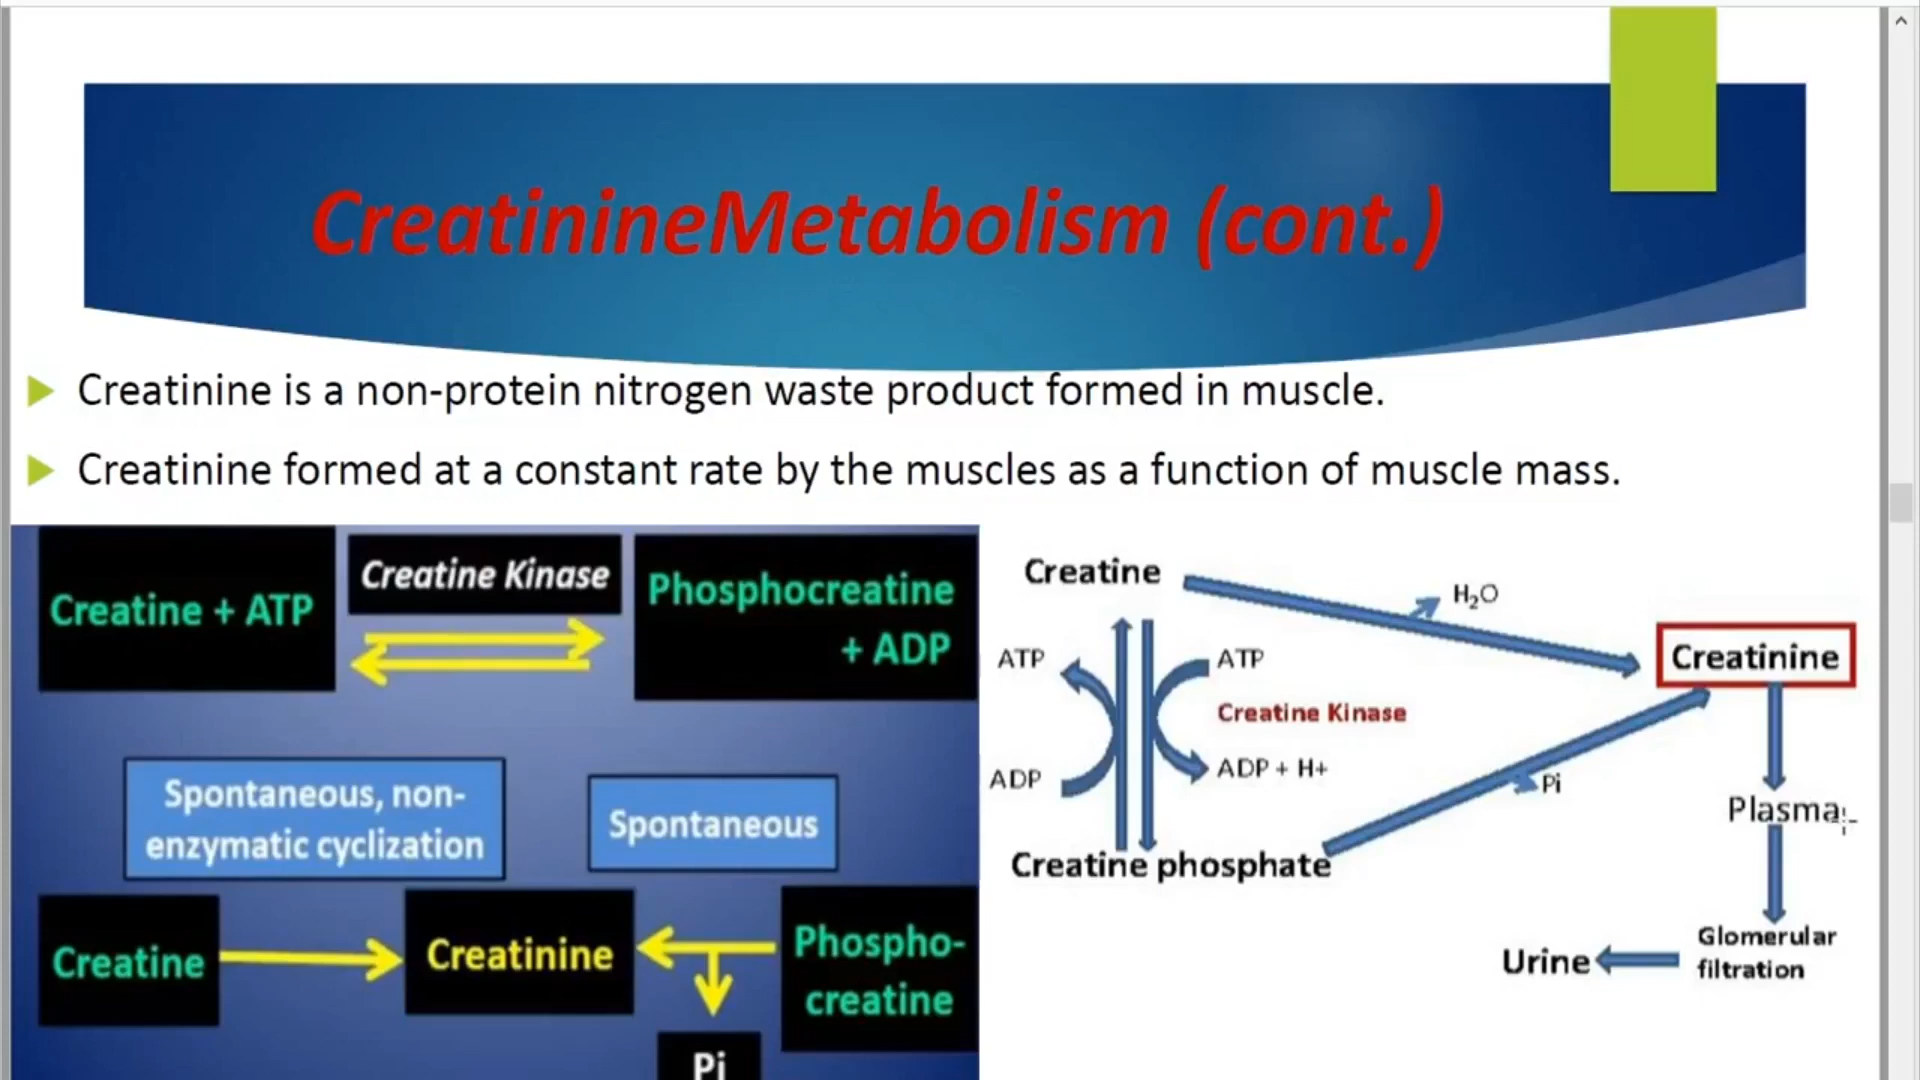 CreatinineMetabolism (cont.)
Creatinine is a non-protein nitrogen waste product formed in muscle.
Creatinine formed at a constant rate by the muscles as a function of muscle mass.
Creatine + ATP
Creatine Kinase
Phosphocreatine
+ ADP
Spontaneous, non-
enzymatic cyclization
Spontaneous
Creatine
Creatinine
Phospho-
creatine
Pi
Creatine
H₂O
ATP
ATP
Creatinine
Creatine Kinase
ADP
ADP + H+
Pi
Plasma
Creatine phosphate
Glomerular
filtration
Urine